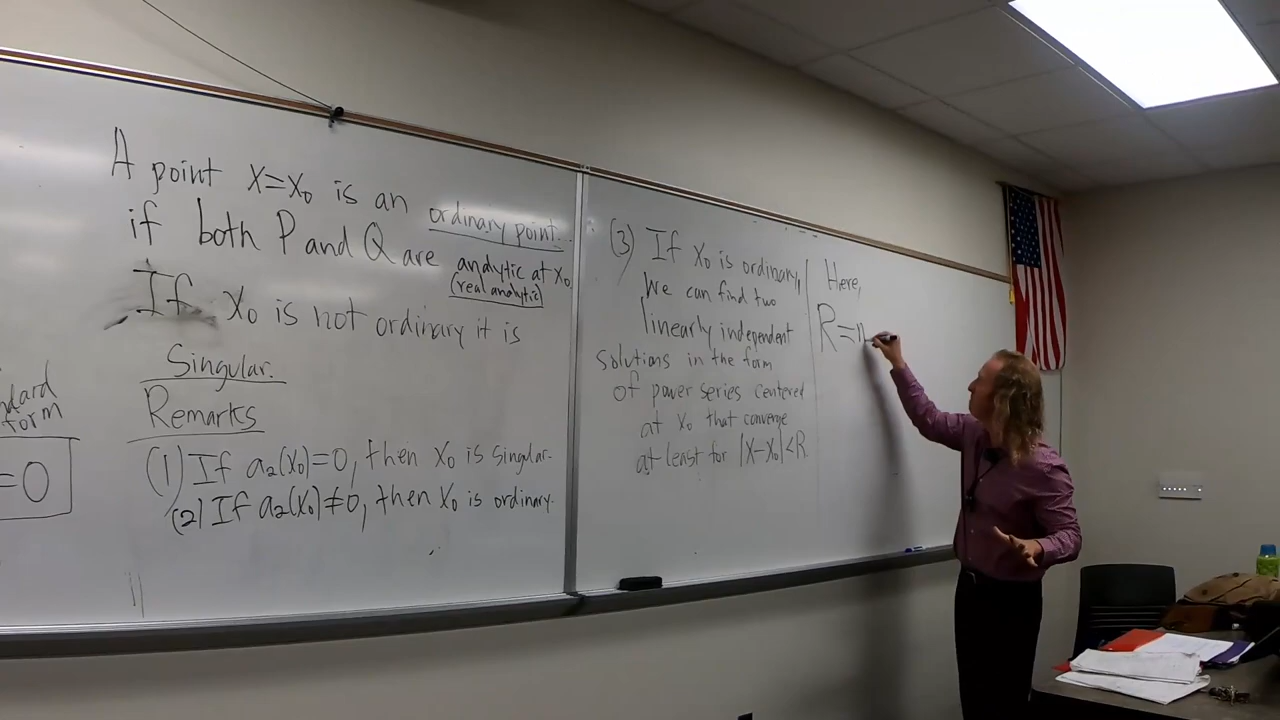 A point x=x₀ is an ordinary point
if both P and Q are analytic at x₀
(real analytic)
If x₀ is not ordinary it is
Singular.
Remarks
(1) If a₂(x₀)=0, then x₀ is singular.
(2) If a₂(x₀)≠0, then x₀ is ordinary.
form
=0
(3) If x₀ is ordinary,
We can find two
linearly independent
solutions in the form
of power series centered
at x₀ that converge
at least for |x-x₀|<R
Here,
R=